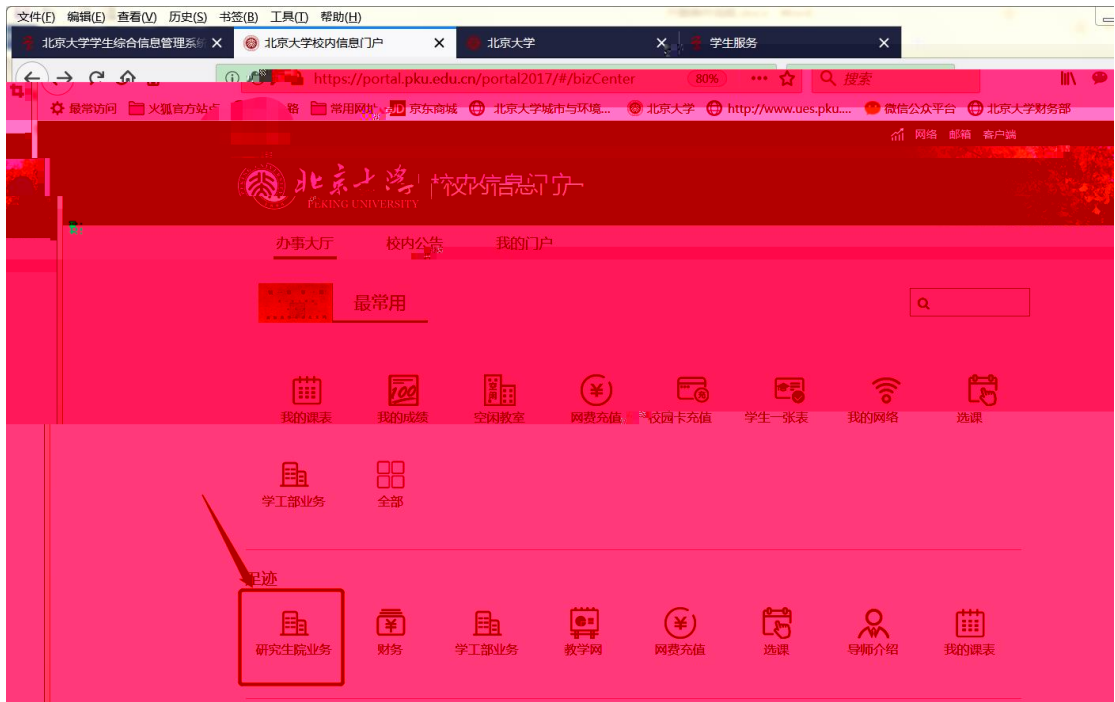 文件(F) 编辑(E) 查看(V) 历史(S) 书签(B) 工具(T) 帮助(H)
北京大学学生综合信息管理系统 北京大学校内信息门户 北京大学 学生服务
https://portal.pku.edu.cn/portal2017/#/bizCenter 80% 搜索
最常访问 火狐官方站点 常用网址 JD 京东商城 北京大学城市与环境... 北京大学 http://www.ues.pku.... 微信公众平台 北京大学财务部
网络 邮箱 客户端
北京大学 校内信息门户
PEKING UNIVERSITY
办事大厅 校内公告 我的门户
最常用
我的课表 我的成绩 空闲教室 网费充值 校园卡充值 学生一张表 我的网络 选课
学工部业务 全部
足迹
研究生院业务 财务 学工部业务 教学网 网费充值 选课 导师介绍 我的课表